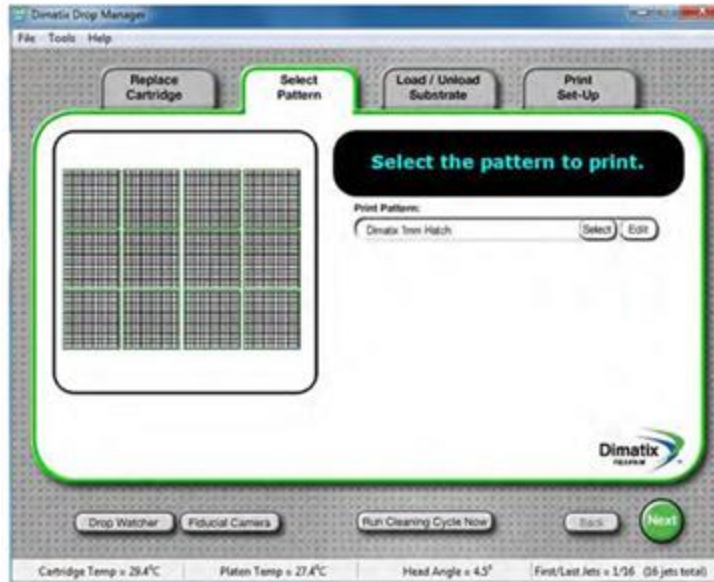 Dimatix Drop Manager
File Tools Help
Replace Cartridge
Select Pattern
Load / Unload Substrate
Print Set-Up
Select the pattern to print.
Print Pattern:
Dimatix 1mm Hatch
Select
Edit
Dimatix
FUJIFILM
Drop Watcher
Fiducial Camera
Run Cleaning Cycle Now
Back
Next
Cartridge Temp = 29.4°C
Platen Temp = 27.4°C
Head Angle = 4.5°
First/Last Jets = 1/16 (16 jets total)